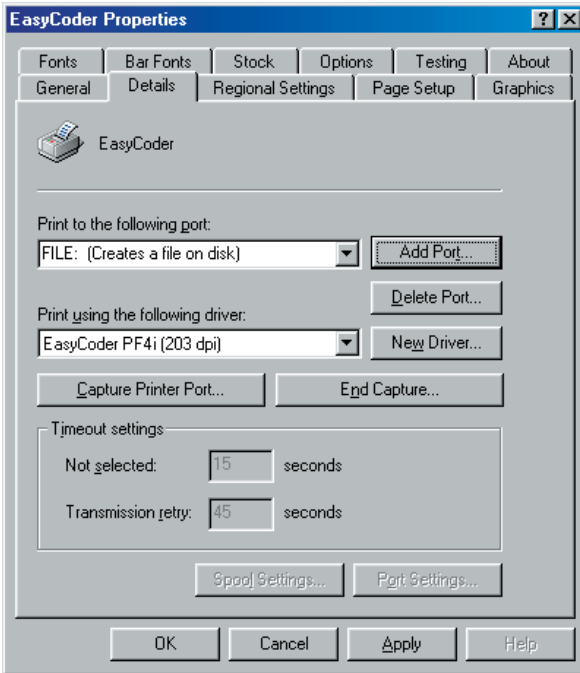 EasyCoder Properties
Fonts Bar Fonts Stock Options Testing About
General Details Regional Settings Page Setup Graphics
EasyCoder
Print to the following port:
FILE: (Creates a file on disk) Add Port...
Delete Port...
Print using the following driver:
EasyCoder PF4i (203 dpi) New Driver...
Capture Printer Port... End Capture...
Timeout settings
Not selected: 15 seconds
Transmission retry: 45 seconds
Spool Settings... Port Settings...
OK Cancel Apply Help